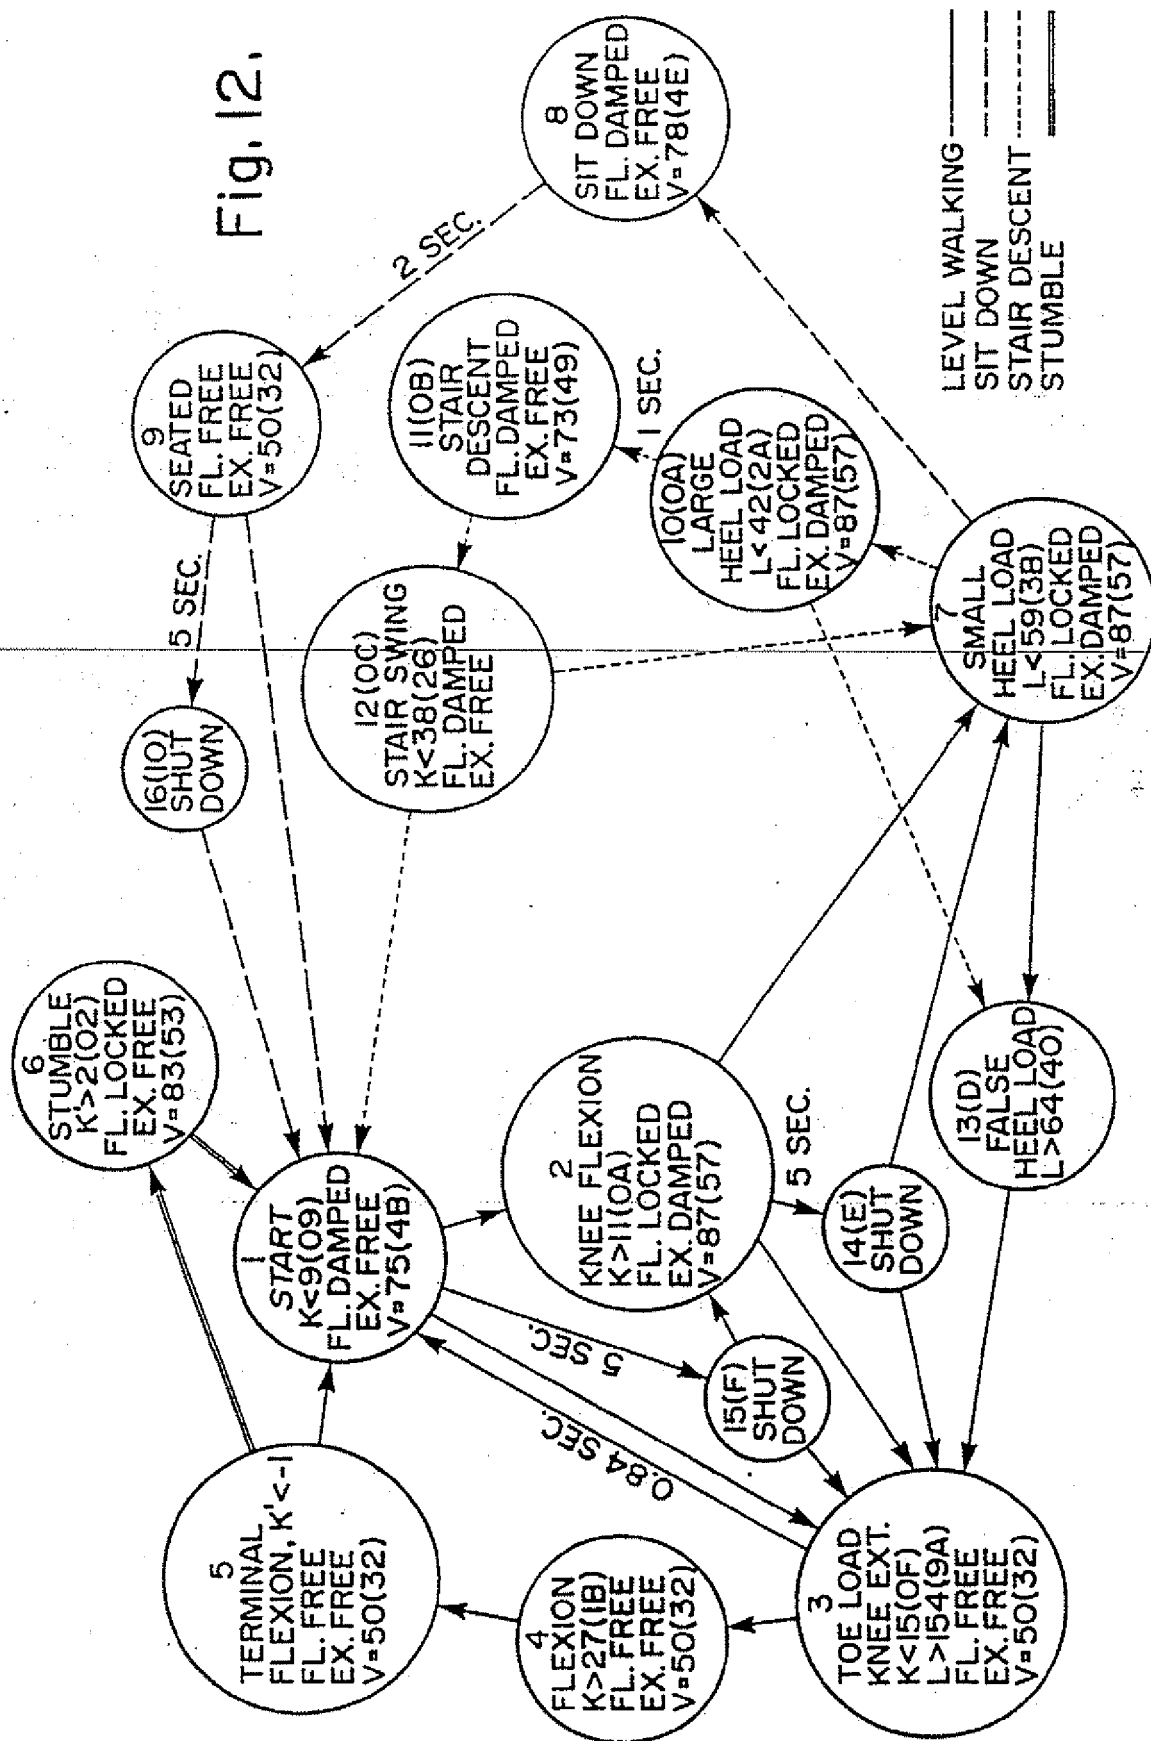 Fig. 12.
5
TERMINAL
FLEXION, K'<-1
FL. FREE
EX. FREE
V=50(32)
6
STUMBLE
K'>2(02)
FL. LOCKED
EX. FREE
V=83(53)
16(10)
SHUT
DOWN
5 SEC.
9
SEATED
FL. FREE
EX. FREE
V=50(32)
2 SEC.
8
SIT DOWN
FL. DAMPED
EX. FREE
V=78(4E)
1
START
K<9(09)
FL. DAMPED
EX. FREE
V=75(4B)
12(0C)
STAIR SWING
K<38(26)
FL. DAMPED
EX. FREE
11(0B)
STAIR
DESCENT
FL. DAMPED
EX. FREE
V=73(49)
1 SEC.
4
FLEXION
K>27(1B)
FL. FREE
EX. FREE
V=50(32)
0.84 SEC.
5 SEC.
15(F)
SHUT
DOWN
2
KNEE FLEXION
K>11(0A)
FL. LOCKED
EX. DAMPED
V=87(57)
5 SEC.
10(0A)
LARGE
HEEL LOAD
L<42(2A)
FL. LOCKED
EX. DAMPED
V=87(57)
3
TOE LOAD
KNEE EXT.
K<15(0F)
L>154(9A)
FL. FREE
EX. FREE
V=50(32)
14(E)
SHUT
DOWN
13(D)
FALSE
HEEL LOAD
L>64(40)
7
SMALL
HEEL LOAD
L<59(3B)
FL. LOCKED
EX. DAMPED
V=87(57)
LEVEL WALKING
SIT DOWN
STAIR DESCENT
STUMBLE